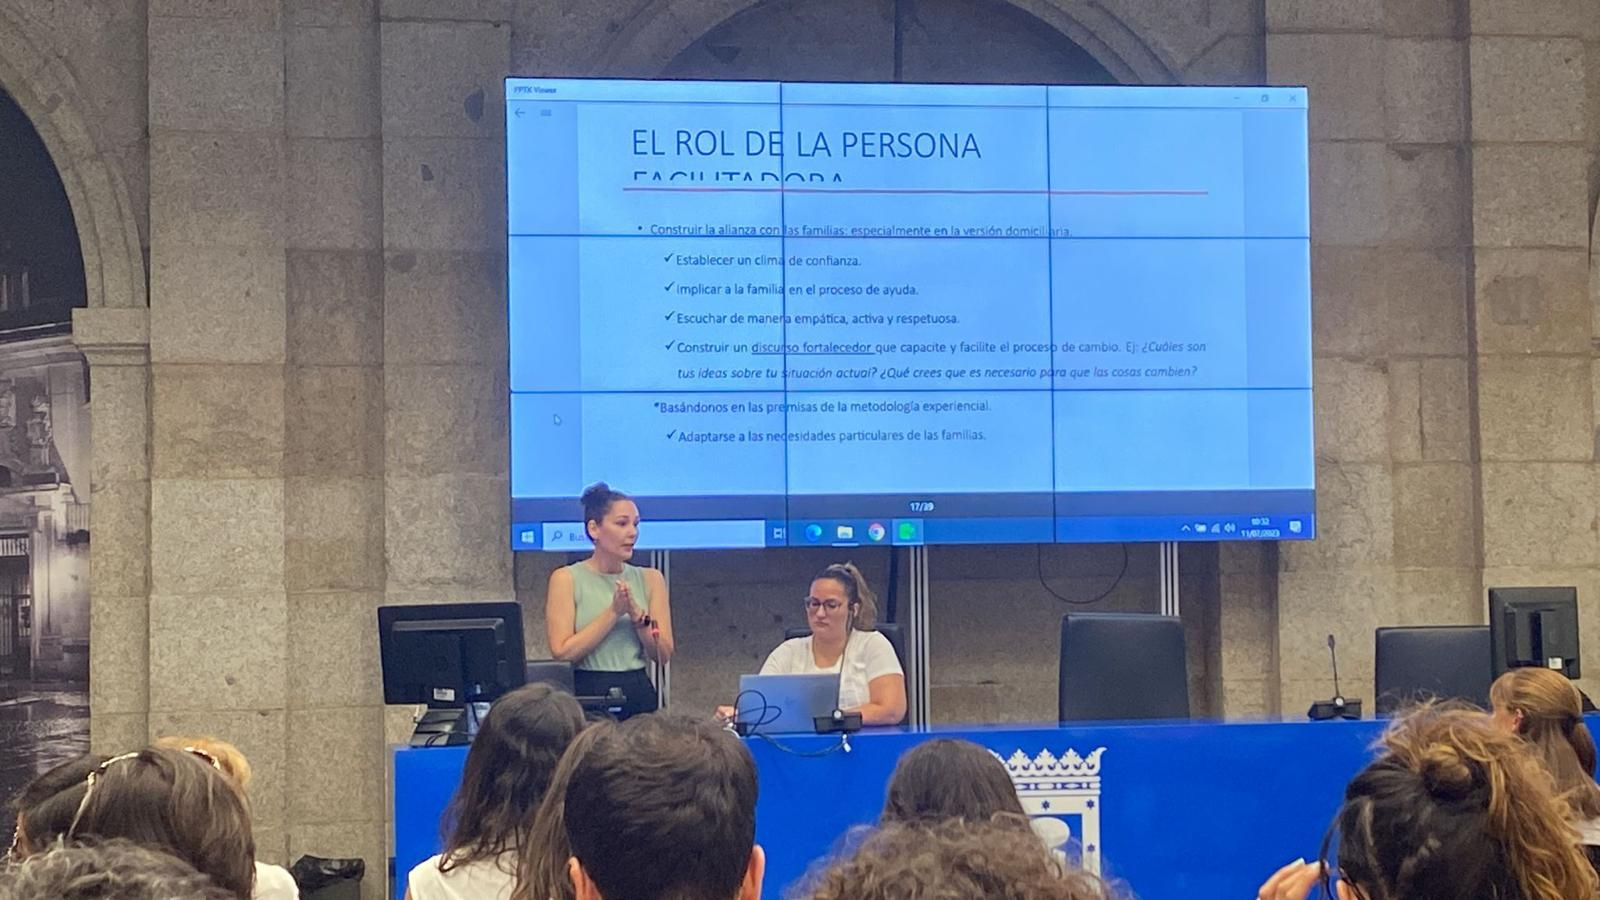 PPTX Viewer
EL ROL DE LA PERSONA
FACILITADORA
• Construir la alianza con las familias: especialmente en la versión domiciliaria.
✓Establecer un clima de confianza.
✓Implicar a la familia en el proceso de ayuda.
✓Escuchar de manera empática, activa y respetuosa.
✓Construir un discurso fortalecedor que capacite y facilite el proceso de cambio. Ej: ¿Cuáles son
tus ideas sobre tu situación actual? ¿Qué crees que es necesario para que las cosas cambien?
*Basándonos en las premisas de la metodología experiencial.
✓Adaptarse a las necesidades particulares de las familias.
17/39
Bus
10:32
11/07/2023